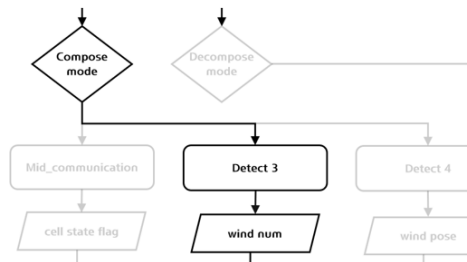 Compose
mode
Decompose
mode
Mid_communication
Detect 3
Detect 4
cell state flag
wind num
wind pose